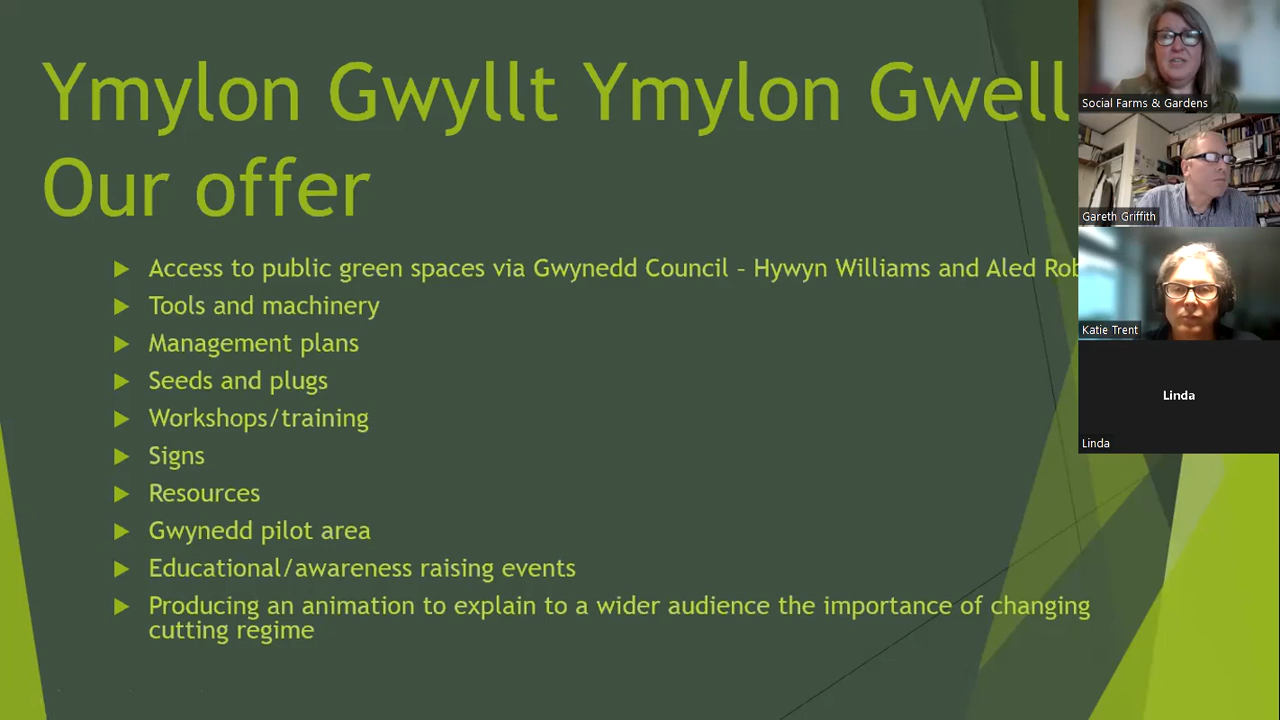 Ymylon Gwyllt Ymylon Gwell
Our offer
Access to public green spaces via Gwynedd Council – Hywyn Williams and Aled
Tools and machinery
Management plans
Seeds and plugs
Workshops/training
Signs
Resources
Gwynedd pilot area
Educational/awareness raising events
Producing an animation to explain to a wider audience the importance of changing
cutting regime
Social Farms & Gardens
Gareth Griffith
Katie Trent
Linda
Linda